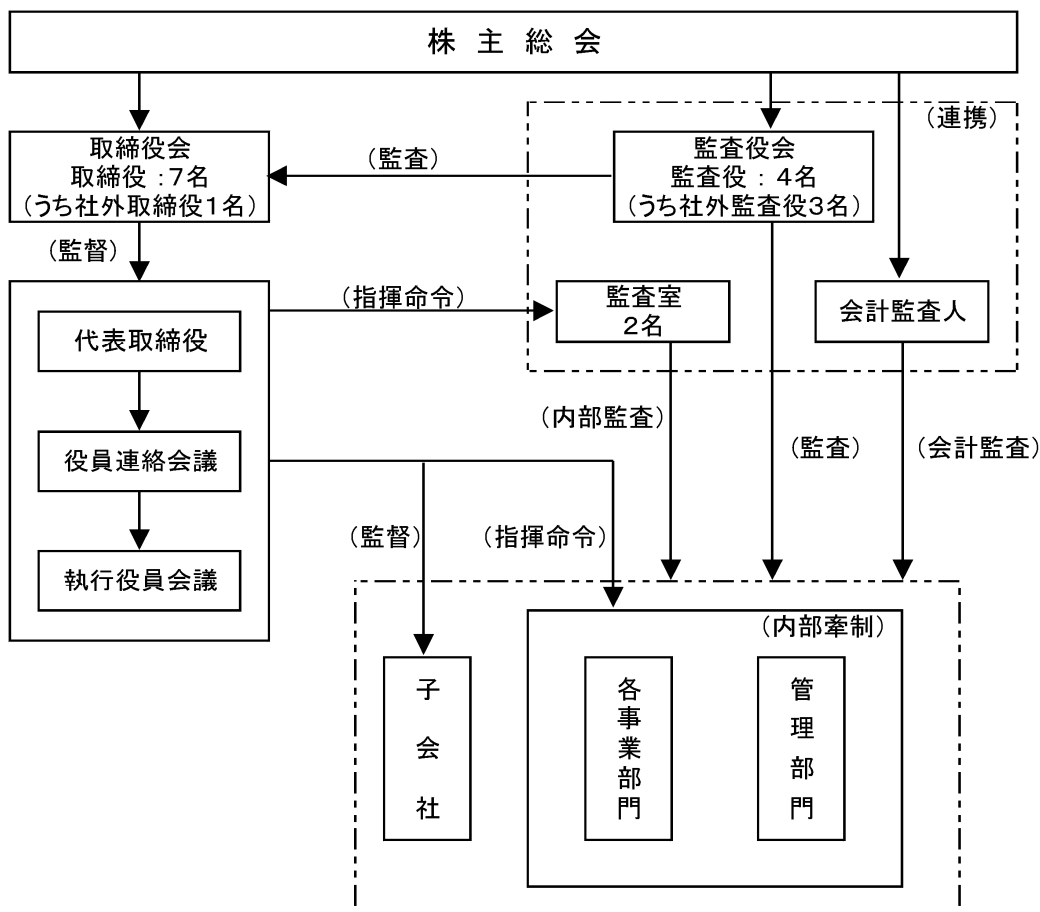 株主総会
(連携)
取締役会
取締役：7名
(うち社外取締役1名)
(監査)
監査役会
監査役：4名
(うち社外監査役3名)
(監督)
(指揮命令)
監査室
2名
会計監査人
代表取締役
役員連絡会議
執行役員会議
(内部監査)
(監査)
(会計監査)
(監督)
(指揮命令)
(内部牽制)
子会社
各事業部門
管理部門